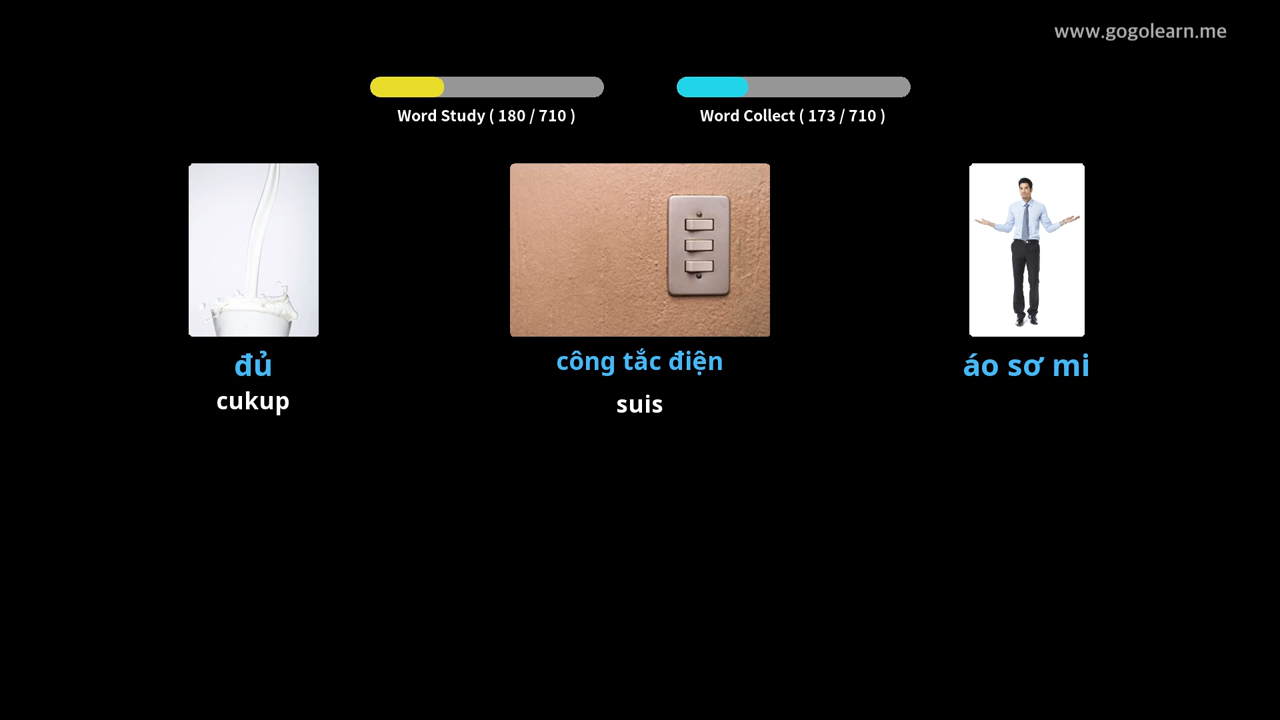 www.gogolearn.me
Word Study ( 180 / 710 )
Word Collect ( 173 / 710 )
đủ
cukup
công tắc điện
suis
áo sơ mi